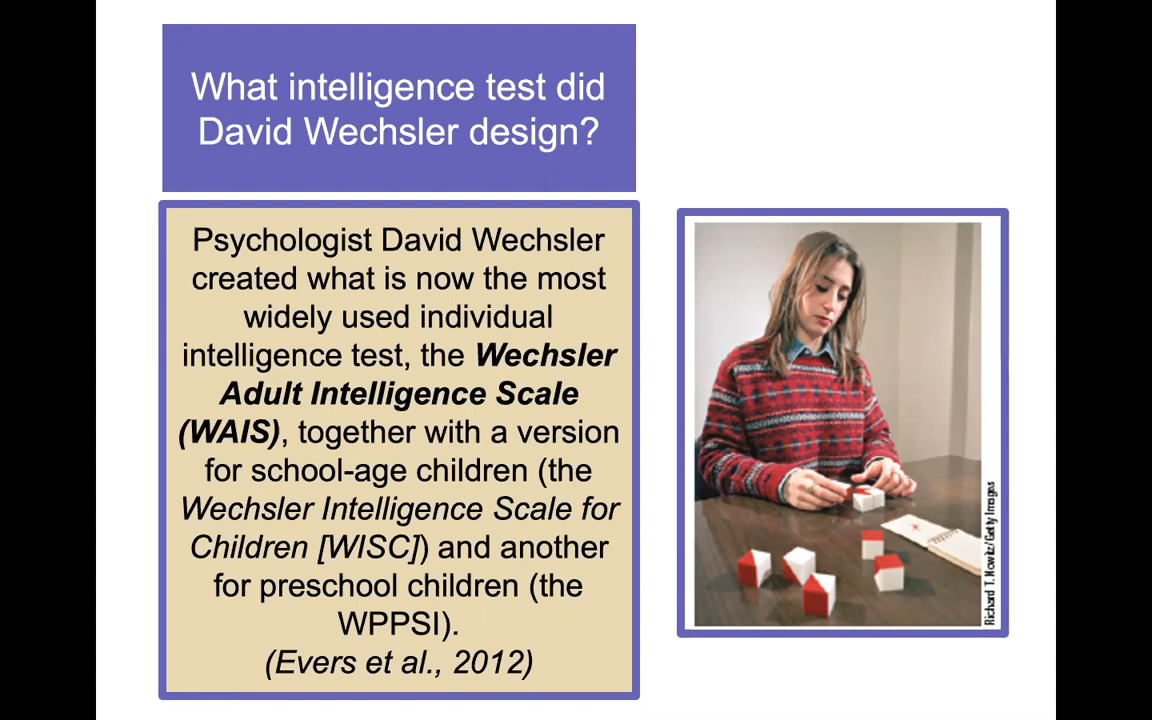 What intelligence test did
David Wechsler design?
Psychologist David Wechsler
created what is now the most
widely used individual
intelligence test, the Wechsler
Adult Intelligence Scale
(WAIS), together with a version
for school-age children (the
Wechsler Intelligence Scale for
Children [WISC]) and another
for preschool children (the
WPPSI).
(Evers et al., 2012)
Richard T. Nowitz/Getty Images